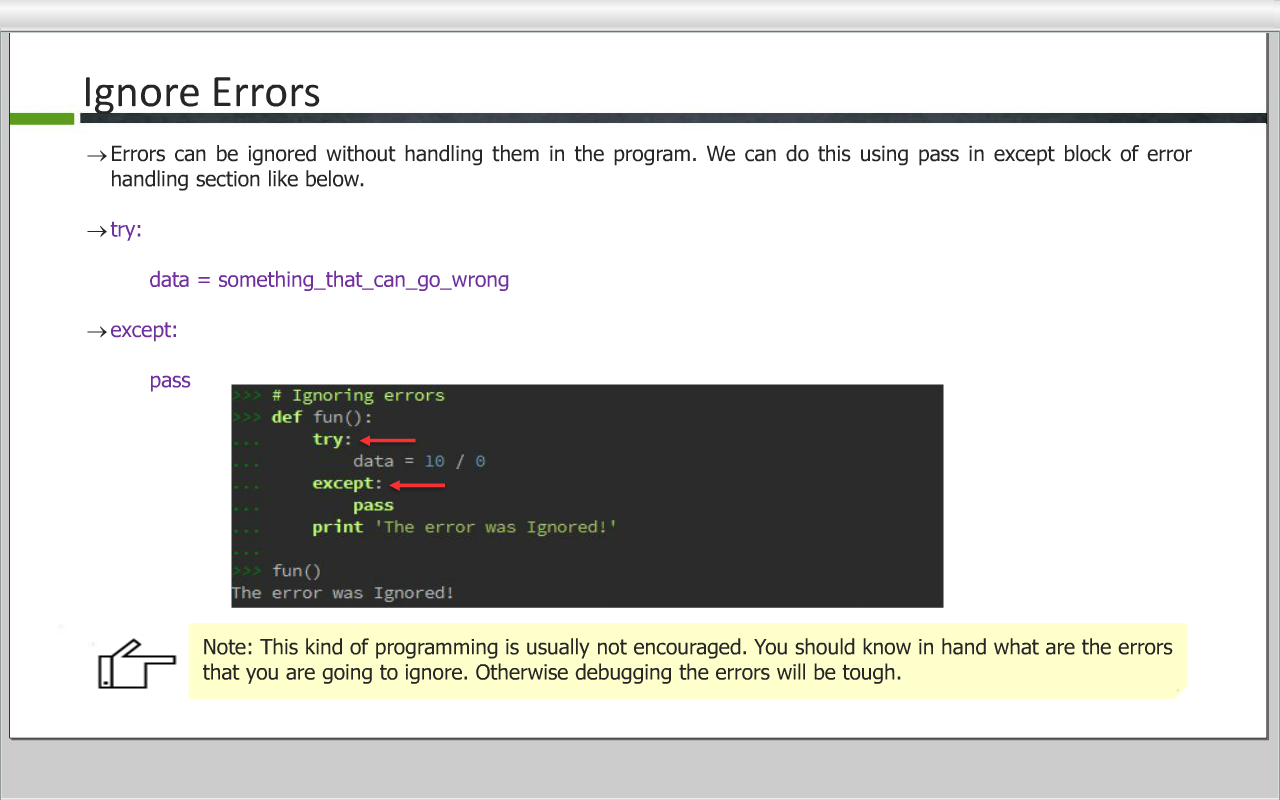 Ignore Errors
→Errors can be ignored without handling them in the program. We can do this using pass in except block of error
handling section like below.
→try:
data = something_that_can_go_wrong
→except:
pass
>>> # Ignoring errors
>>> def fun():
... try:
... data = 10 / 0
... except:
... pass
... print 'The error was Ignored!'
...
>>> fun()
The error was Ignored!
Note: This kind of programming is usually not encouraged. You should know in hand what are the errors
that you are going to ignore. Otherwise debugging the errors will be tough.